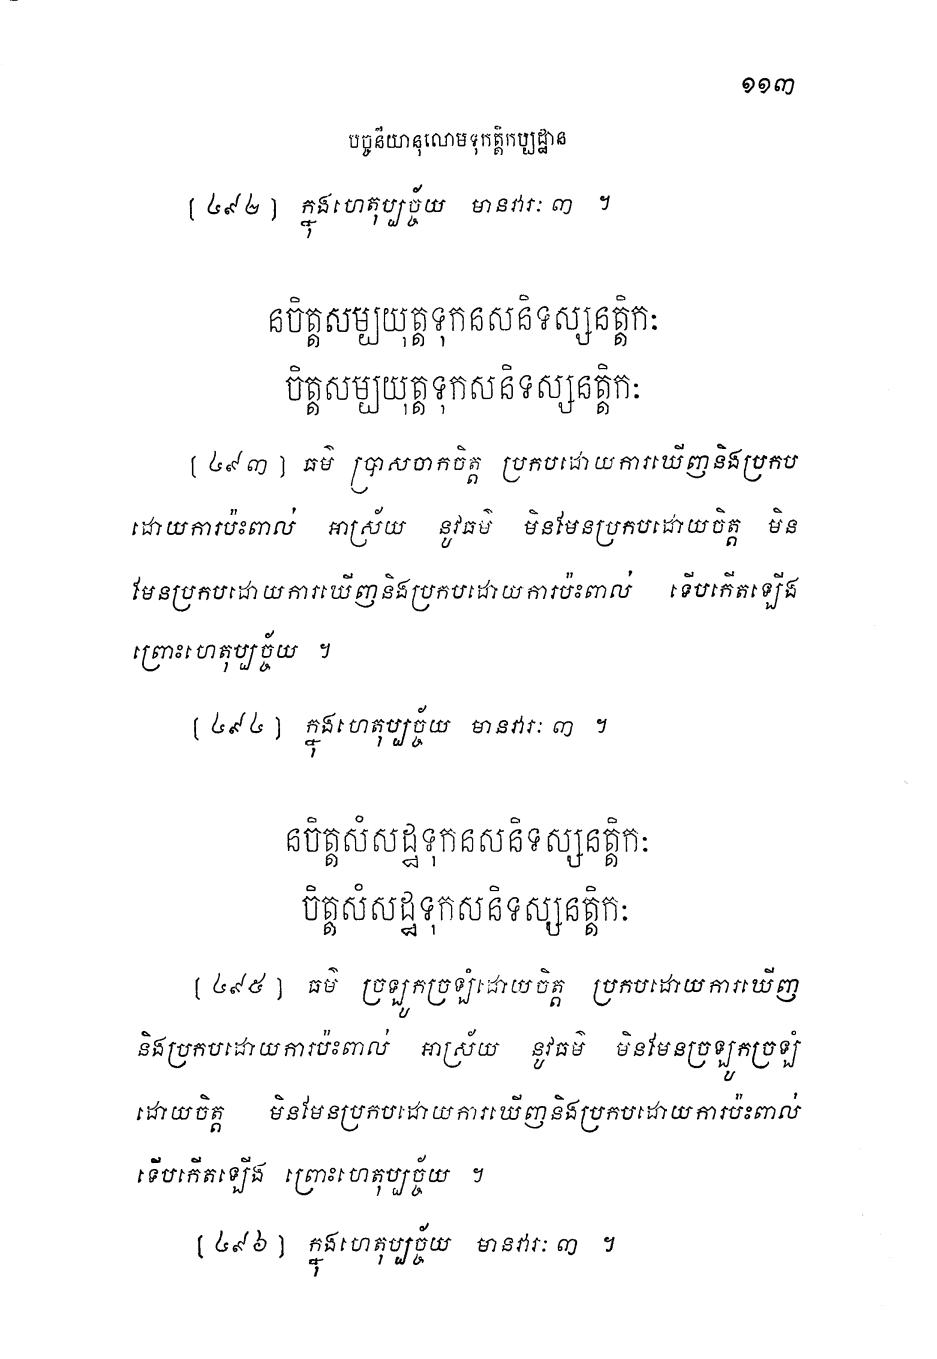 ១១៣
បច្ចនីយានុលោមទុកត្តិកប្បដ្ឋាន
[ ៤៩២ ] ក្នុងហេតុប្បច្ច័យ មានវារៈ ៣ ។
នចិត្តសម្បយុត្តទុកនសនិទស្សនត្តិកៈ
ចិត្តសម្បយុត្តទុកសនិទស្សនត្តិកៈ
[ ៤៩៣ ] ធម៌ ប្រាសចាកចិត្ត ប្រកបដោយការឃើញនិងប្រកប
ដោយការប៉ះពាល់ អាស្រ័យ នូវធម៌ មិនមែនប្រកបដោយចិត្ត មិន
មែនប្រកបដោយការឃើញនិងប្រកបដោយការប៉ះពាល់ ទើបកើតឡើង
ព្រោះហេតុប្បច្ច័យ ។
[ ៤៩៤ ] ក្នុងហេតុប្បច្ច័យ មានវារៈ ៣ ។
នចិត្តសំសដ្ឋទុកនសនិទស្សនត្តិកៈ
ចិត្តសំសដ្ឋទុកសនិទស្សនត្តិកៈ
[ ៤៩៥ ] ធម៌ ច្រឡូកច្រឡំដោយចិត្ត ប្រកបដោយការឃើញ
និងប្រកបដោយការប៉ះពាល់ អាស្រ័យ នូវធម៌ មិនមែនច្រឡូកច្រឡំ
ដោយចិត្ត មិនមែនប្រកបដោយការឃើញនិងប្រកបដោយការប៉ះពាល់
ទើបកើតឡើង ព្រោះហេតុប្បច្ច័យ ។
[ ៤៩៦ ] ក្នុងហេតុប្បច្ច័យ មានវារៈ ៣ ។